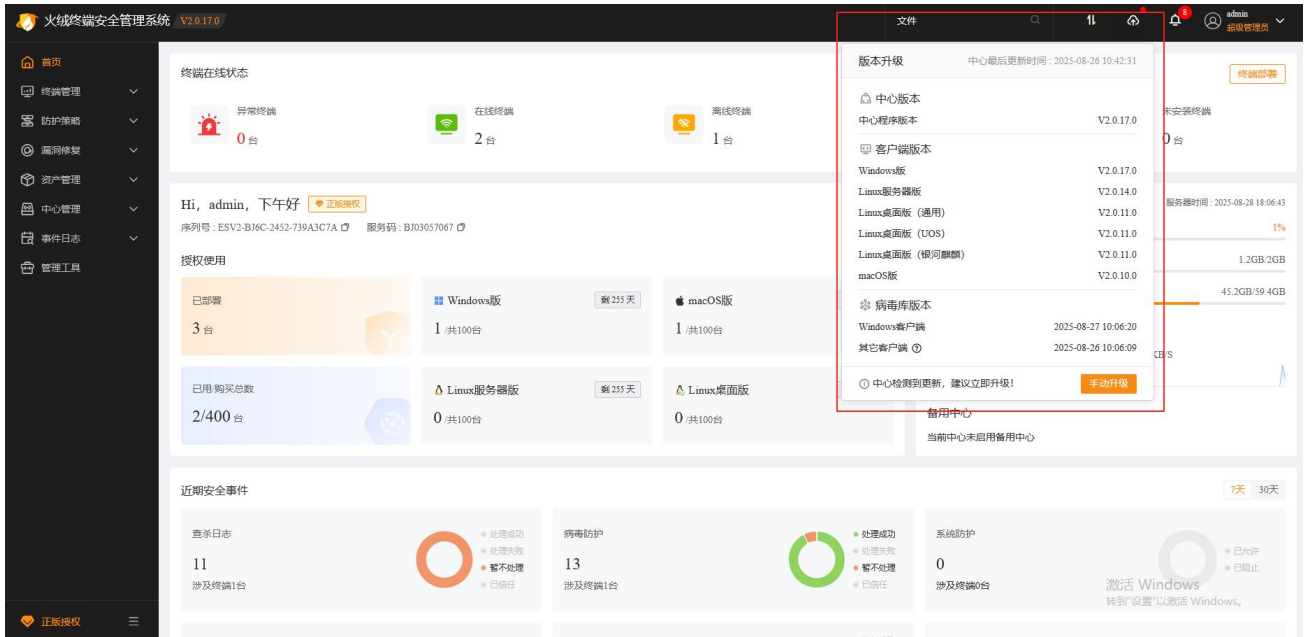 火绒终端安全管理系统 V2.0.17.0
文件
8
admin
超级管理员
首页
终端管理
防护策略
漏洞修复
资产管理
中心管理
事件日志
管理工具
正版授权
终端在线状态
终端部署
异常终端
0 台
在线终端
2 台
离线终端
1 台
未安装终端
0 台
版本升级 中心最后更新时间 : 2025-08-26 10:42:31
中心版本
中心程序版本 V2.0.17.0
客户端版本
Windows版 V2.0.17.0
Linux服务器版 V2.0.14.0
Linux桌面版（通用） V2.0.11.0
Linux桌面版（UOS） V2.0.11.0
Linux桌面版（银河麒麟） V2.0.11.0
macOS版 V2.0.10.0
病毒库版本
Windows客户端 2025-08-27 10:06:20
其它客户端 2025-08-26 10:06:09
中心检测到更新，建议立即升级！ 手动升级
Hi，admin，下午好 正版授权
序列号 : ESV2-BJ6C-2452-739A3C7A 服务码 : BJ03057067
授权使用
已部署
3 台
Windows版 剩 255 天
1 /共100台
macOS版
1 /共100台
已用/购买总数
2/400 台
Linux服务器版 剩 255 天
0 /共100台
Linux桌面版
0 /共100台
服务器时间 : 2025-08-28 18:06:43
1%
1.2GB/2GB
45.2GB/59.4GB
KB/S
备用中心
当前中心未启用备用中心
近期安全事件
7天 30天
查杀日志
11
涉及终端1台
处理成功
处理失败
暂不处理
已信任
病毒防护
13
涉及终端1台
处理成功
处理失败
暂不处理
已信任
系统防护
0
涉及终端0台
已允许
已阻止
激活 Windows
转到"设置"以激活 Windows。